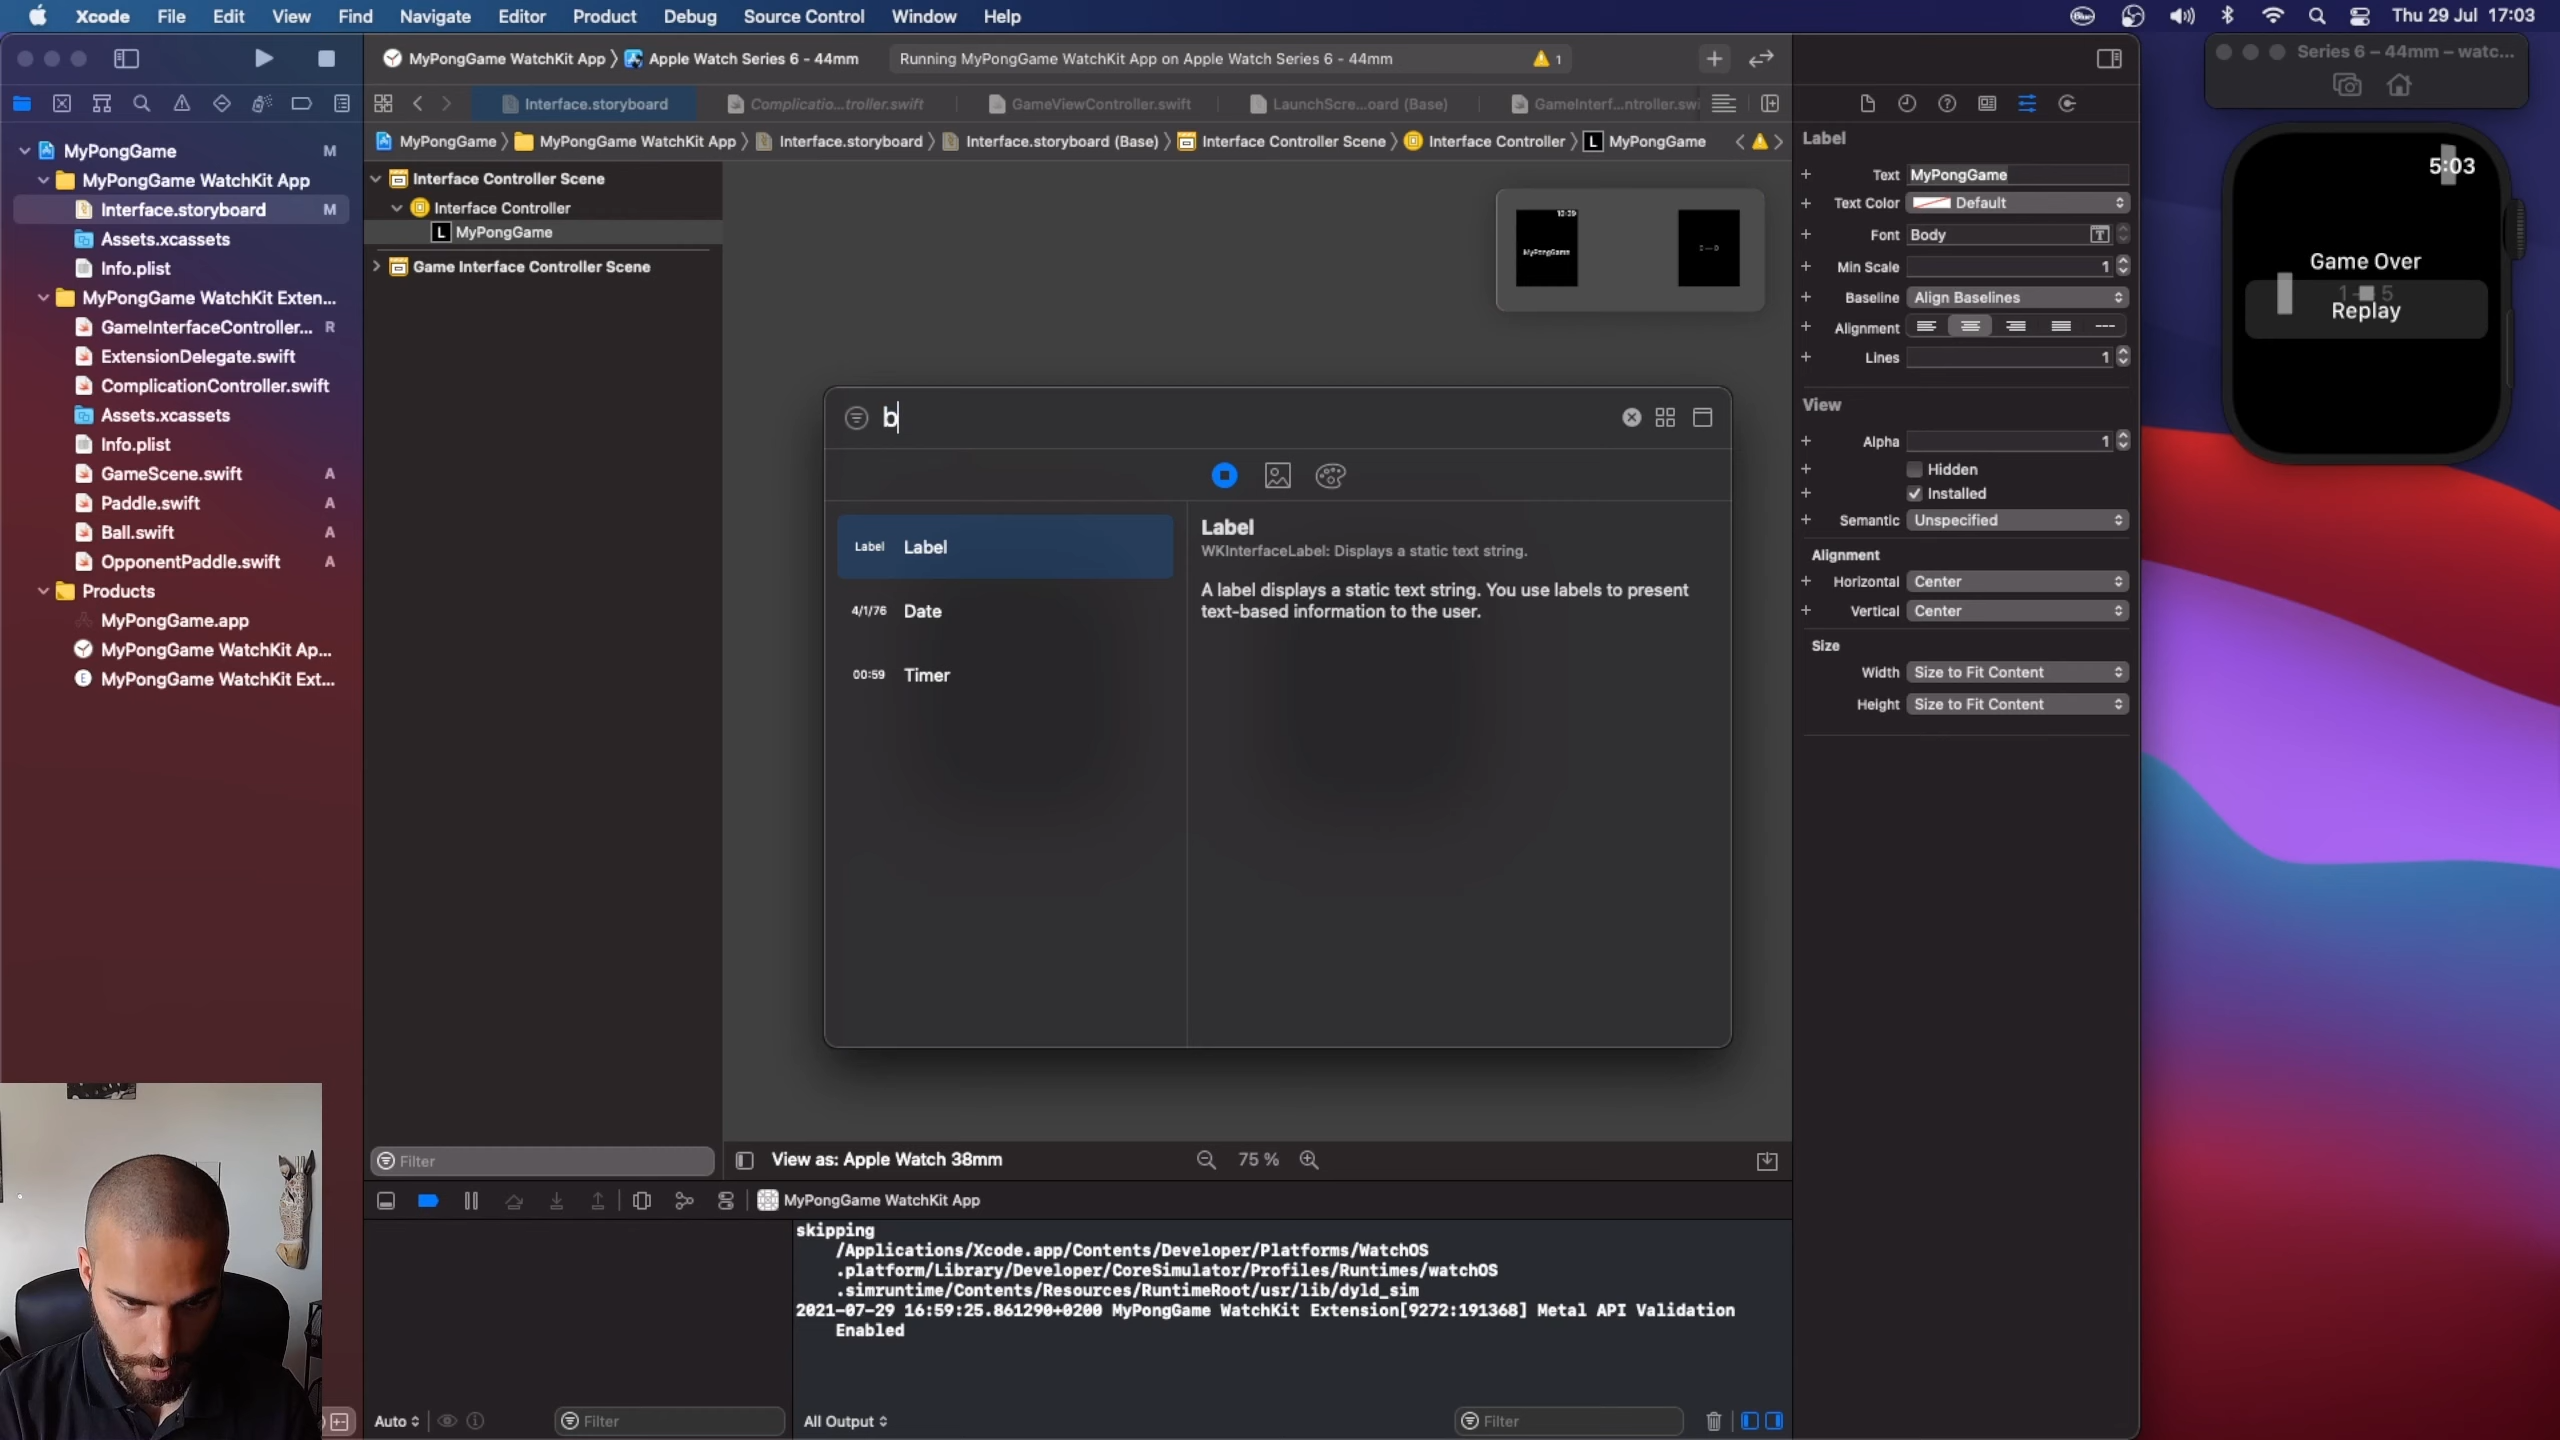 Xcode File Edit View Find Navigate Editor Product Debug Source Control Window Help Thu 29 Jul 17:03
MyPongGame WatchKit App 〉 Apple Watch Series 6 - 44mm
Running MyPongGame WatchKit App on Apple Watch Series 6 - 44mm 1
Series 6 – 44mm – watc...
Interface.storyboard
Complicatio...troller.swift
GameViewController.swift
LaunchScre...oard (Base)
GameInterf...ntroller.swi
MyPongGame 〉 MyPongGame WatchKit App 〉 Interface.storyboard 〉 Interface.storyboard (Base) 〉 Interface Controller Scene 〉 Interface Controller 〉 L MyPongGame
MyPongGame M
MyPongGame WatchKit App
Interface.storyboard M
Assets.xcassets
Info.plist
MyPongGame WatchKit Exten...
GameInterfaceController... R
ExtensionDelegate.swift
ComplicationController.swift
Assets.xcassets
Info.plist
GameScene.swift A
Paddle.swift A
Ball.swift A
OpponentPaddle.swift A
Products
MyPongGame.app
MyPongGame WatchKit Ap...
E MyPongGame WatchKit Ext...
Interface Controller Scene
Interface Controller
L MyPongGame
Game Interface Controller Scene
Filter
MyPongGame
b
Label Label
4/1/76 Date
00:59 Timer
Label
WKInterfaceLabel: Displays a static text string.
A label displays a static text string. You use labels to present
text-based information to the user.
View as: Apple Watch 38mm
75 %
MyPongGame WatchKit App
skipping
/Applications/Xcode.app/Contents/Developer/Platforms/WatchOS
.platform/Library/Developer/CoreSimulator/Profiles/Runtimes/watchOS
.simruntime/Contents/Resources/RuntimeRoot/usr/lib/dyld_sim
2021-07-29 16:59:25.861290+0200 MyPongGame WatchKit Extension[9272:191368] Metal API Validation
Enabled
Auto
Filter
All Output
Filter
Label
Text MyPongGame
Text Color Default
Font Body
Min Scale 1
Baseline Align Baselines
Alignment
Lines 1
View
Alpha 1
Hidden
Installed
Semantic Unspecified
Alignment
Horizontal Center
Vertical Center
Size
Width Size to Fit Content
Height Size to Fit Content
5:03
Game Over
Replay